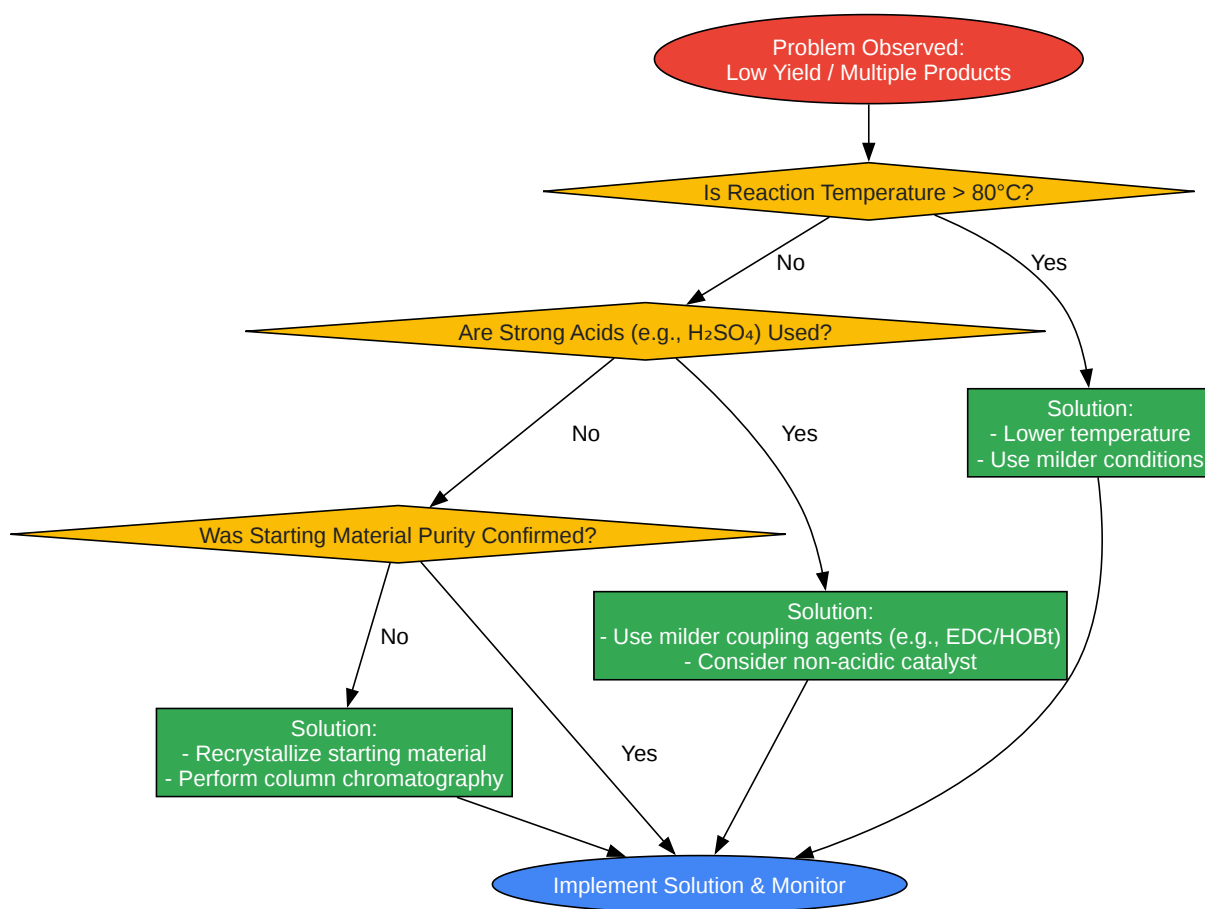 Problem Observed:
Low Yield / Multiple Products
Is Reaction Temperature > 80°C?
No
Yes
Are Strong Acids (e.g., H₂SO₄) Used?
Solution:
- Lower temperature
- Use milder conditions
No
Yes
Was Starting Material Purity Confirmed?
Solution:
- Use milder coupling agents (e.g., EDC/HOBt)
- Consider non-acidic catalyst
No
Yes
Solution:
- Recrystallize starting material
- Perform column chromatography
Implement Solution & Monitor